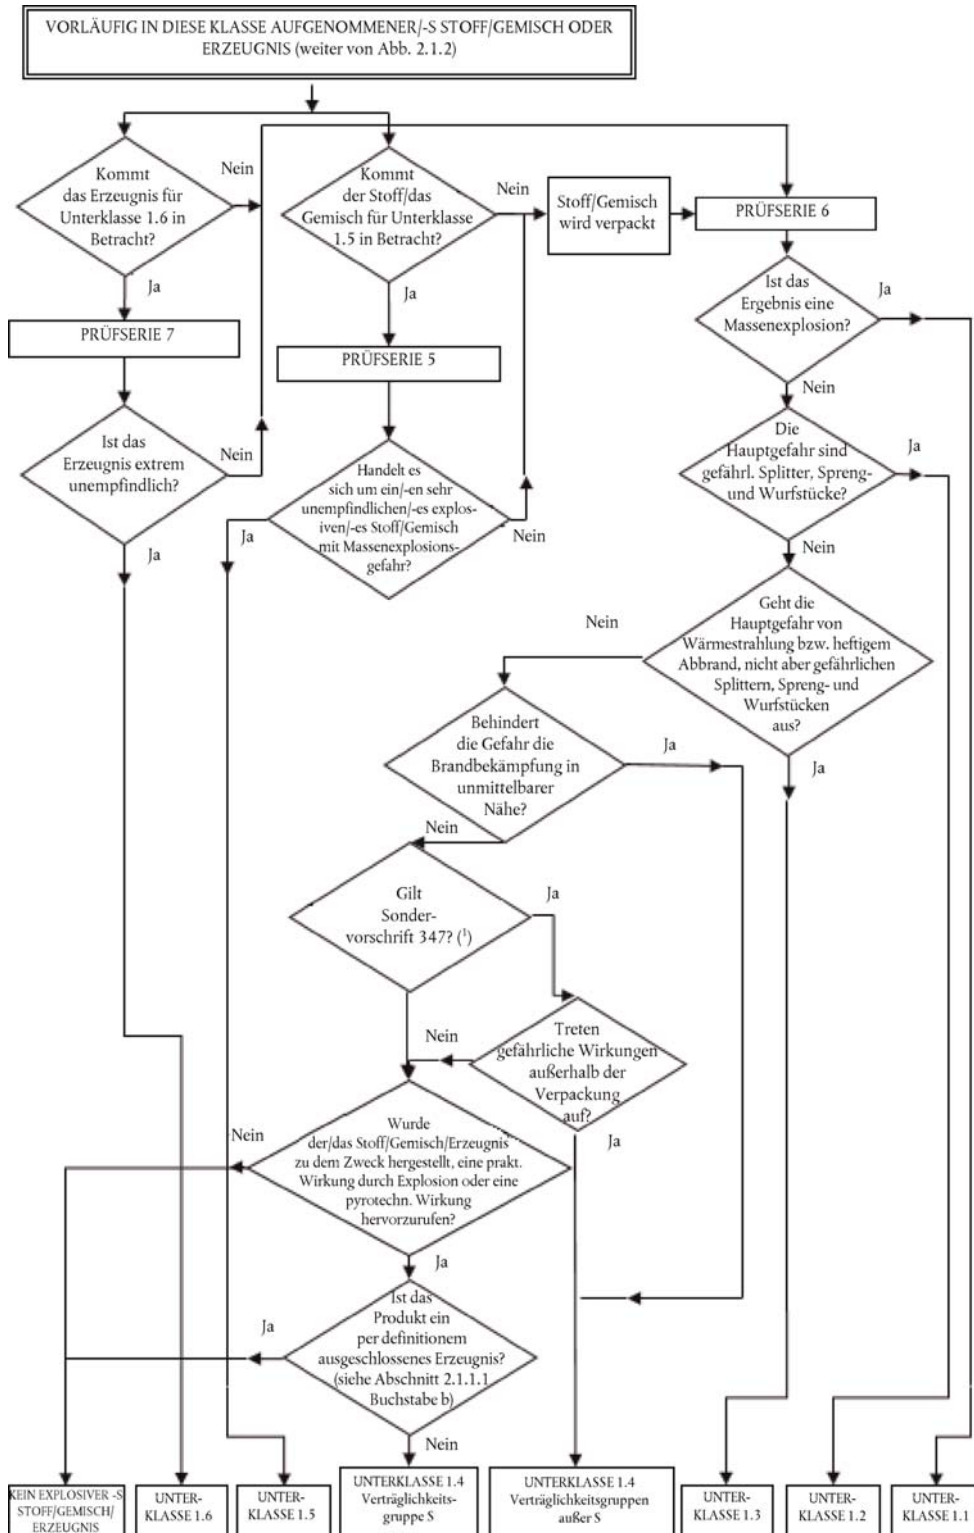 VORLÄUFIG IN DIESE KLASSE AUFGENOMMENER/-S STOFF/GEMISCH ODER
ERZEUGNIS (weiter von Abb. 2.1.2)
Kommt
das Erzeugnis für
Unterklasse 1.6 in
Betracht?
Nein
Ja
Kommt
der Stoff/das
Gemisch für Unterklasse
1.5 in Betracht?
Nein
Ja
Stoff/Gemisch
wird verpackt
PRÜFSERIE 6
PRÜFSERIE 7
PRÜFSERIE 5
Ist das
Ergebnis eine
Massenexplosion?
Ja
Nein
Ist das
Erzeugnis extrem
unempfindlich?
Nein
Ja
Handelt es
sich um ein/-en sehr
unempfindlichen/-es explos-
iven/-es Stoff/Gemisch
mit Massenexplosions-
gefahr?
Ja
Nein
Die
Hauptgefahr sind
gefährl. Splitter, Spreng-
und Wurfstücke?
Ja
Nein
Geht die
Hauptgefahr von
Wärmestrahlung bzw. heftigem
Abbrand, nicht aber gefährlichen
Splittern, Spreng- und
Wurfstücken
aus?
Nein
Ja
Behindert
die Gefahr die
Brandbekämpfung in
unmittelbarer
Nähe?
Ja
Nein
Gilt
Sonder-
vorschrift 347? (¹)
Ja
Nein
Treten
gefährliche Wirkungen
außerhalb der
Verpackung
auf?
Ja
Wurde
der/das Stoff/Gemisch/Erzeugnis
zu dem Zweck hergestellt, eine prakt.
Wirkung durch Explosion oder eine
pyrotechn. Wirkung
hervorzurufen?
Nein
Ja
Ist das
Produkt ein
per definitionem
ausgeschlossenes Erzeugnis?
(siehe Abschnitt 2.1.1.1
Buchstabe b)
Ja
Nein
KEIN EXPLOSIVER -S
STOFF/GEMISCH/
ERZEUGNIS
UNTER-
KLASSE 1.6
UNTER-
KLASSE 1.5
UNTERKLASSE 1.4
Verträglichkeits-
gruppe S
UNTERKLASSE 1.4
Verträglichkeitsgruppen
außer S
UNTER-
KLASSE 1.3
UNTER-
KLASSE 1.2
UNTER-
KLASSE 1.1